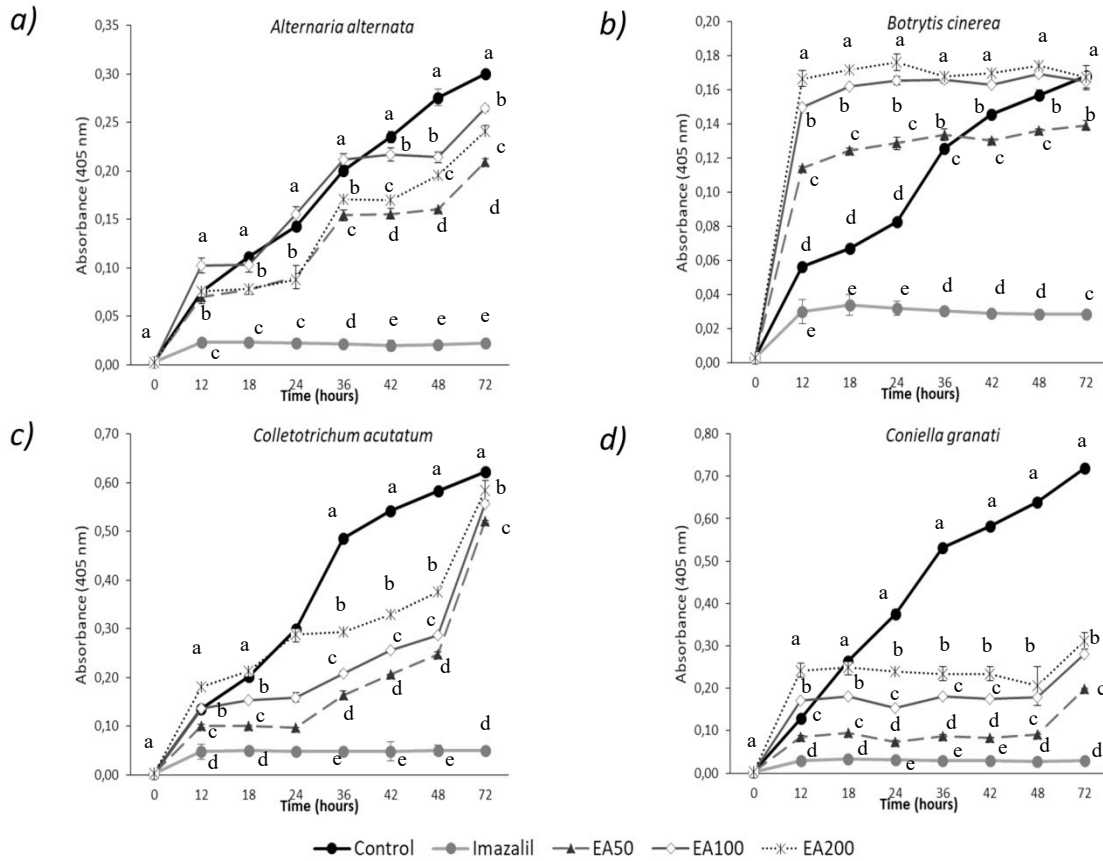 a)
Alternaria alternata
Absorbance (405 nm)
0,35
0,30
0,25
0,20
0,15
0,10
0,05
0,00
a
a a a a a a a
b b b b b b
b c c c
c d d d
c c c d e e e
0 12 18 24 36 42 48 72
Time (hours)
b)
Botrytis cinerea
Absorbance (405 nm)
0,20
0,18
0,16
0,14
0,12
0,10
0,08
0,06
0,04
0,02
0,00
a
a a a a a a a
b b b b b b b
c c c c c c
d d d
e e e d d d c
0 12 18 24 36 42 48 72
Time (hours)
c)
Colletotrichum acutatum
Absorbance (405 nm)
0,70
0,60
0,50
0,40
0,30
0,20
0,10
0,00
a
a a a a a a
b b b b b b
c c c c c c
d d d d
d d e e e d
0 12 18 24 36 42 48 72
Time (hours)
d)
Coniella granati
Absorbance (405 nm)
0,80
0,70
0,60
0,50
0,40
0,30
0,20
0,10
0,00
a
a a a a a a a
b b b b b b b
c c c c c c
d d d d
d d e e e d
0 12 18 24 36 42 48 72
Time (hours)
Control Imazalil EA50 EA100 EA200